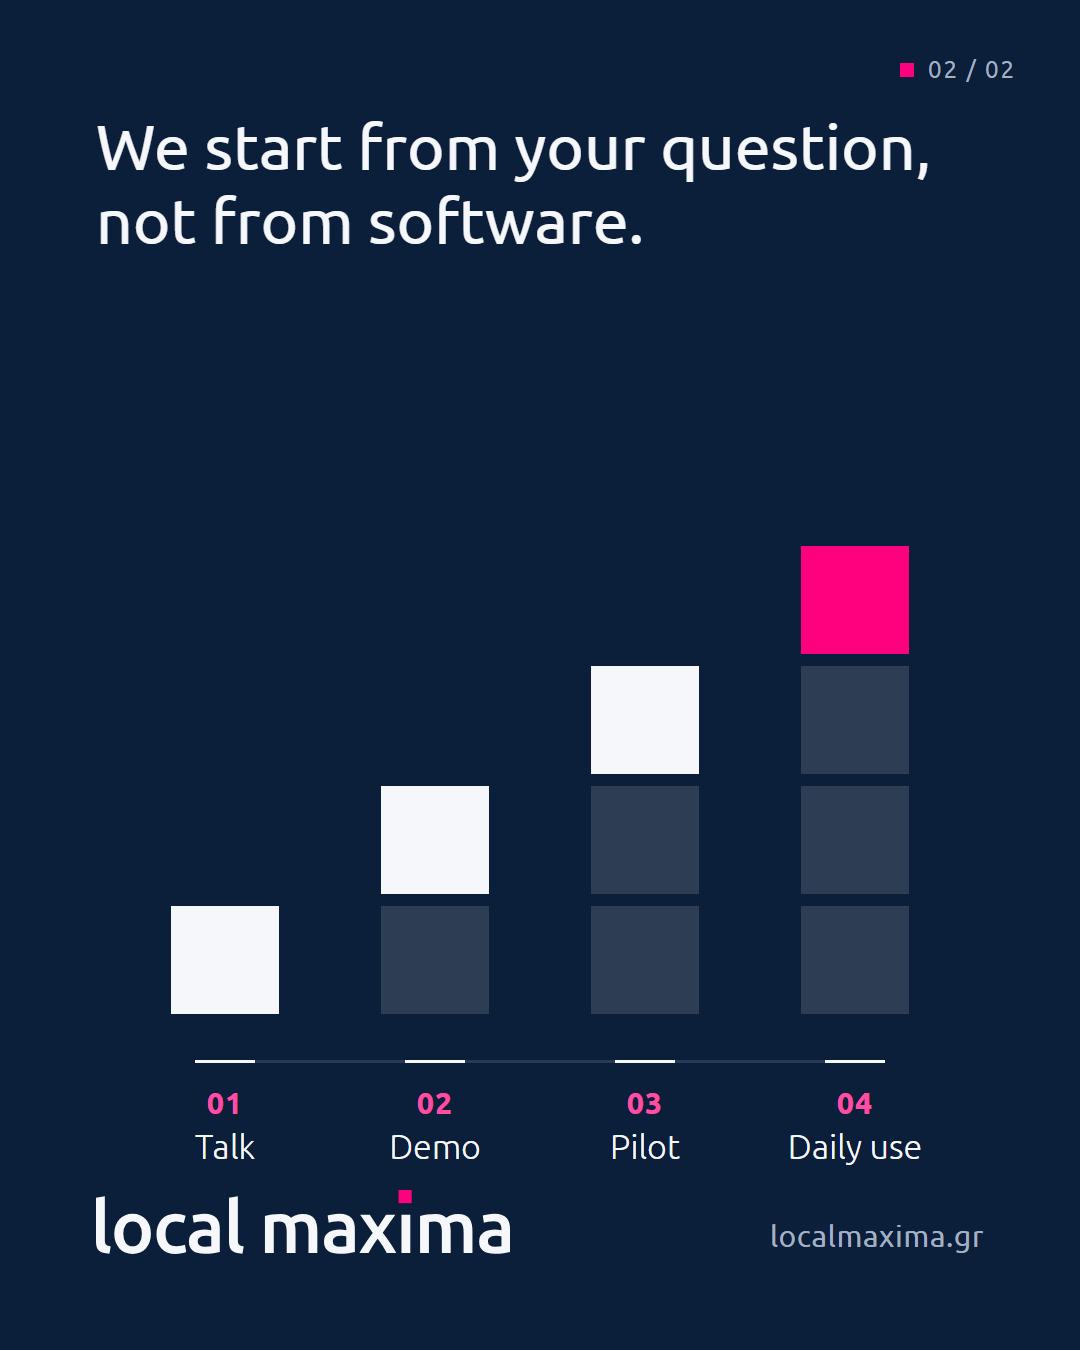 02 / 02
We start from your question,
not from software.
01
Talk
02
Demo
03
Pilot
04
Daily use
local maxima
localmaxima.gr